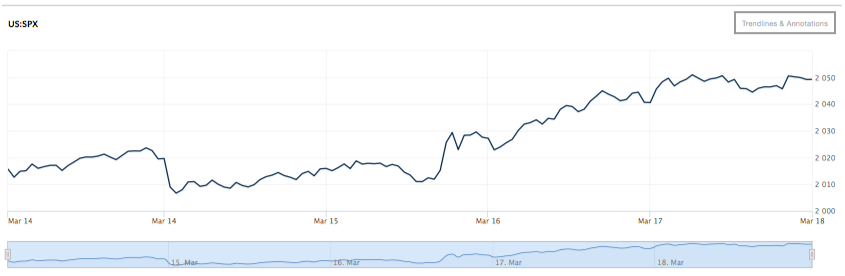 US:SPX
Trendlines & Annotations
2 050
2 040
2 030
2 020
2 010
2 000
Mar 14 Mar 14 Mar 15 Mar 16 Mar 17 Mar 18
15. Mar 16. Mar 17. Mar 18. Mar